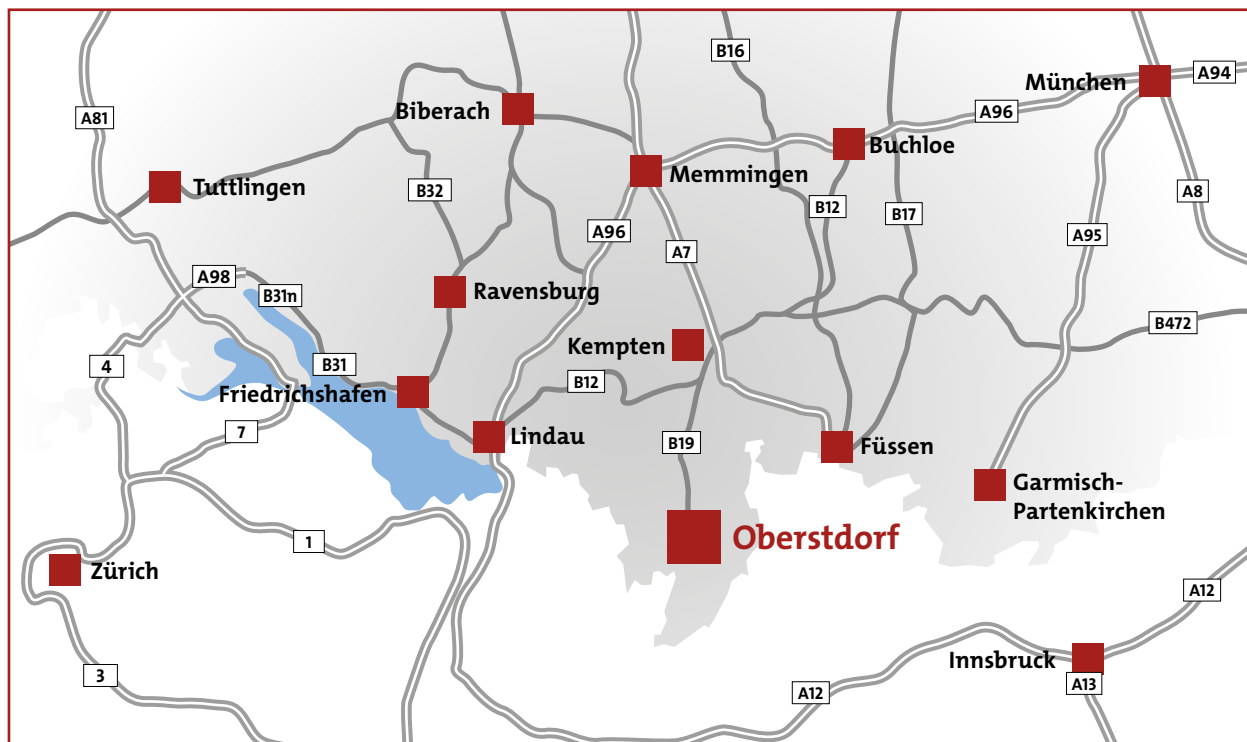 B16
München
A94
A81
Biberach
A96
Buchloe
Memmingen
Tuttlingen
B32
B12
B17
A8
A96
A7
A95
A98
B31n
Ravensburg
B472
Kempten
4
B31
B12
Friedrichshafen
7
Lindau
B19
Füssen
Garmisch-
Partenkirchen
1
Oberstdorf
Zürich
A12
Innsbruck
3
A12
A13